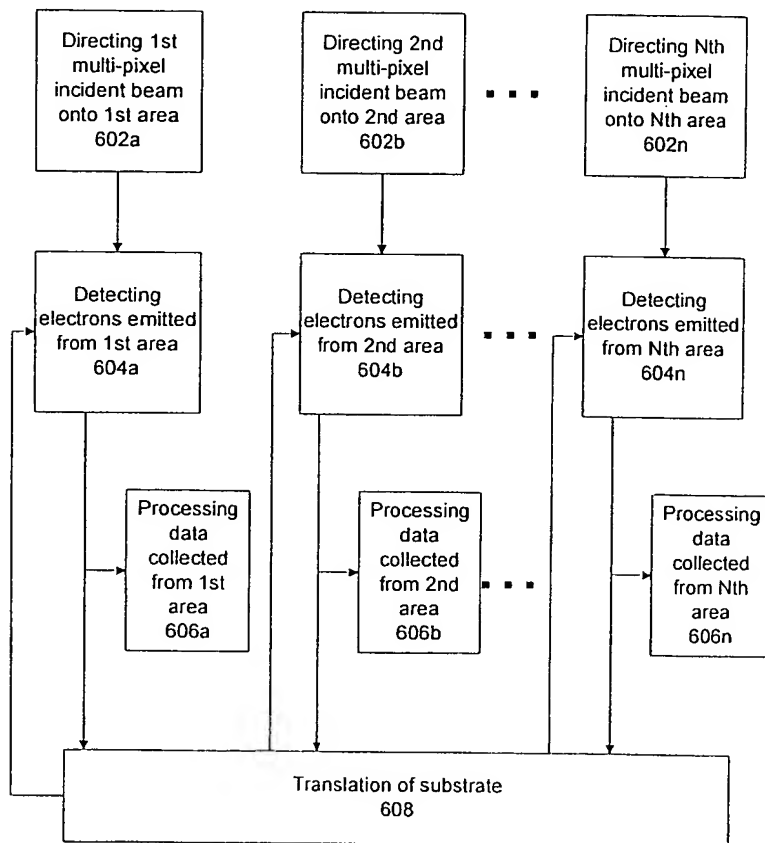 Directing 1st
multi-pixel
incident beam
onto 1st area
602a
Directing 2nd
multi-pixel
incident beam
onto 2nd area
602b
Directing Nth
multi-pixel
incident beam
onto Nth area
602n
Detecting
electrons emitted
from 1st area
604a
Detecting
electrons emitted
from 2nd area
604b
Detecting
electrons emitted
from Nth area
604n
Processing
data
collected
from 1st
area
606a
Processing
data
collected
from 2nd
area
606b
Processing
data
collected
from Nth
area
606n
Translation of substrate
608